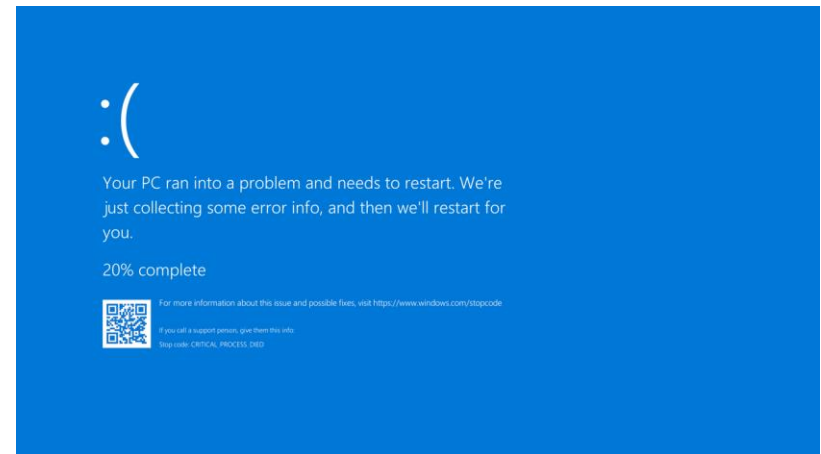 :(
Your PC ran into a problem and needs to restart. We're
just collecting some error info, and then we'll restart for
you.
20% complete
For more information about this issue and possible fixes, visit https://www.windows.com/stopcode
If you call a support person, give them this info:
Stop code: CRITICAL_PROCESS_DIED